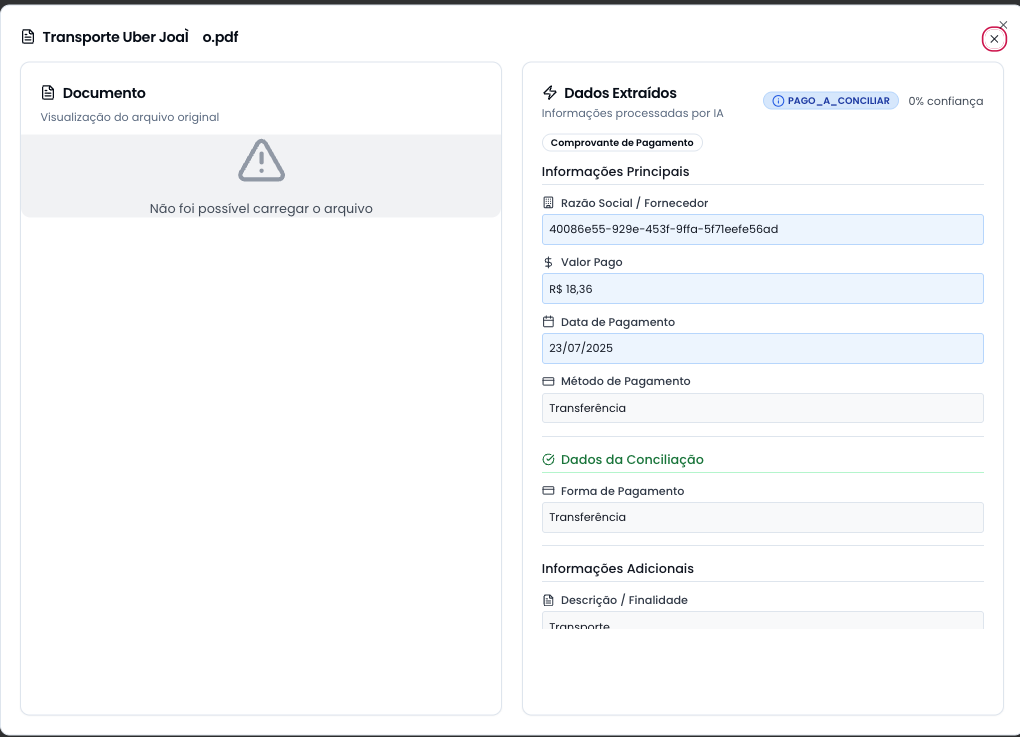 Transporte Uber JoaÌ o.pdf
Documento
Visualização do arquivo original
Não foi possível carregar o arquivo
Dados Extraídos
Informações processadas por IA
PAGO_A_CONCILIAR
0% confiança
Comprovante de Pagamento
Informações Principais
Razão Social / Fornecedor
40086e55-929e-453f-9ffa-5f71eefe56ad
Valor Pago
R$ 18,36
Data de Pagamento
23/07/2025
Método de Pagamento
Transferência
Dados da Conciliação
Forma de Pagamento
Transferência
Informações Adicionais
Descrição / Finalidade
Transporte